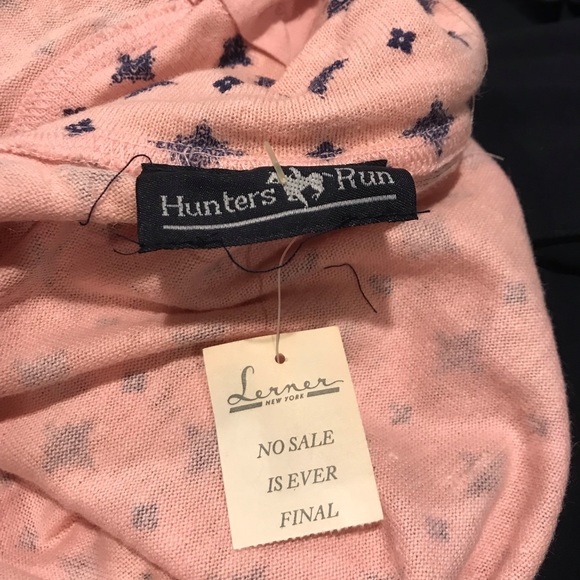 Hunters Run
Lerner
NEW YORK
NO SALE
IS EVER
FINAL